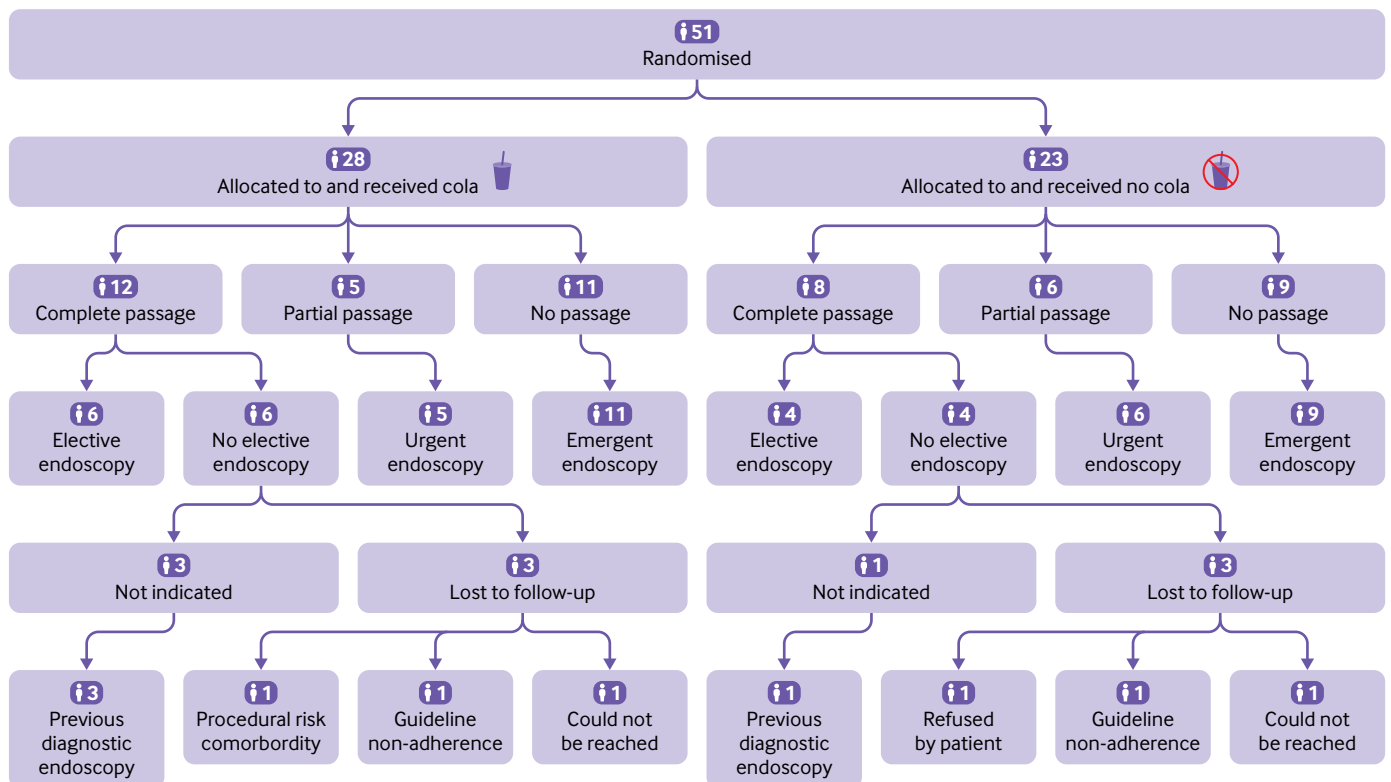 51
Randomised
28
Allocated to and received cola
23
Allocated to and received no cola
12
Complete passage
5
Partial passage
11
No passage
8
Complete passage
6
Partial passage
9
No passage
6
Elective
endoscopy
6
No elective
endoscopy
5
Urgent
endoscopy
11
Emergent
endoscopy
4
Elective
endoscopy
4
No elective
endoscopy
6
Urgent
endoscopy
9
Emergent
endoscopy
3
Not indicated
3
Lost to follow-up
1
Not indicated
3
Lost to follow-up
3
Previous
diagnostic
endoscopy
1
Procedural risk
comorbordity
1
Guideline
non-adherence
1
Could not
be reached
1
Previous
diagnostic
endoscopy
1
Refused
by patient
1
Guideline
non-adherence
1
Could not
be reached